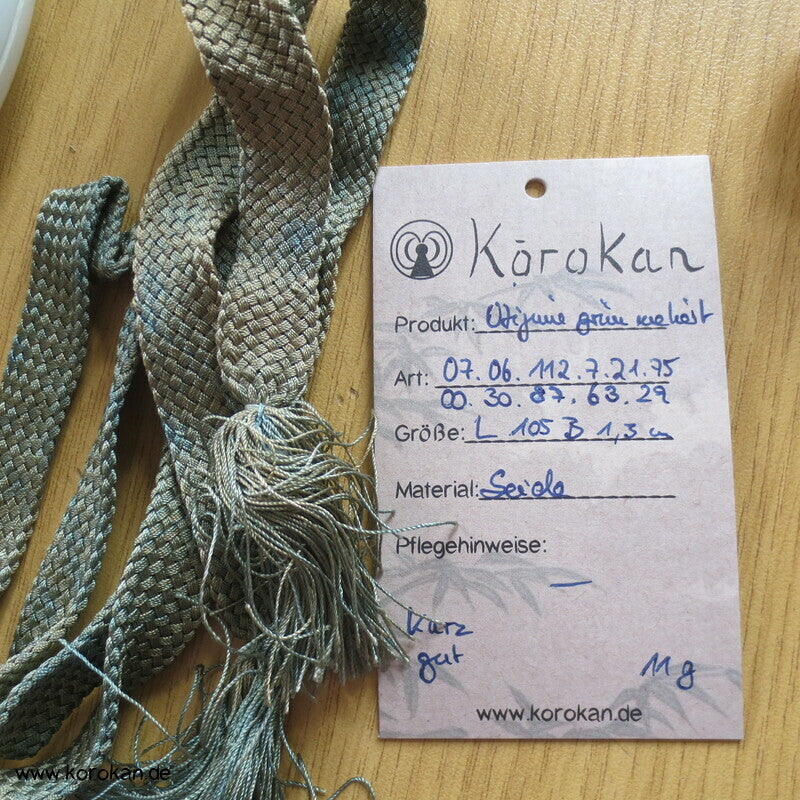 Kōrokan
Produkt: Obijime grün meliert
Art: 07.06.112.7.21.75
00.30.87.63.29
Größe: L 105 B 1,3 cm
Material: Seide
Pflegehinweise:
—
Kurz
gut
11 g
www.korokan.de
www.korokan.de